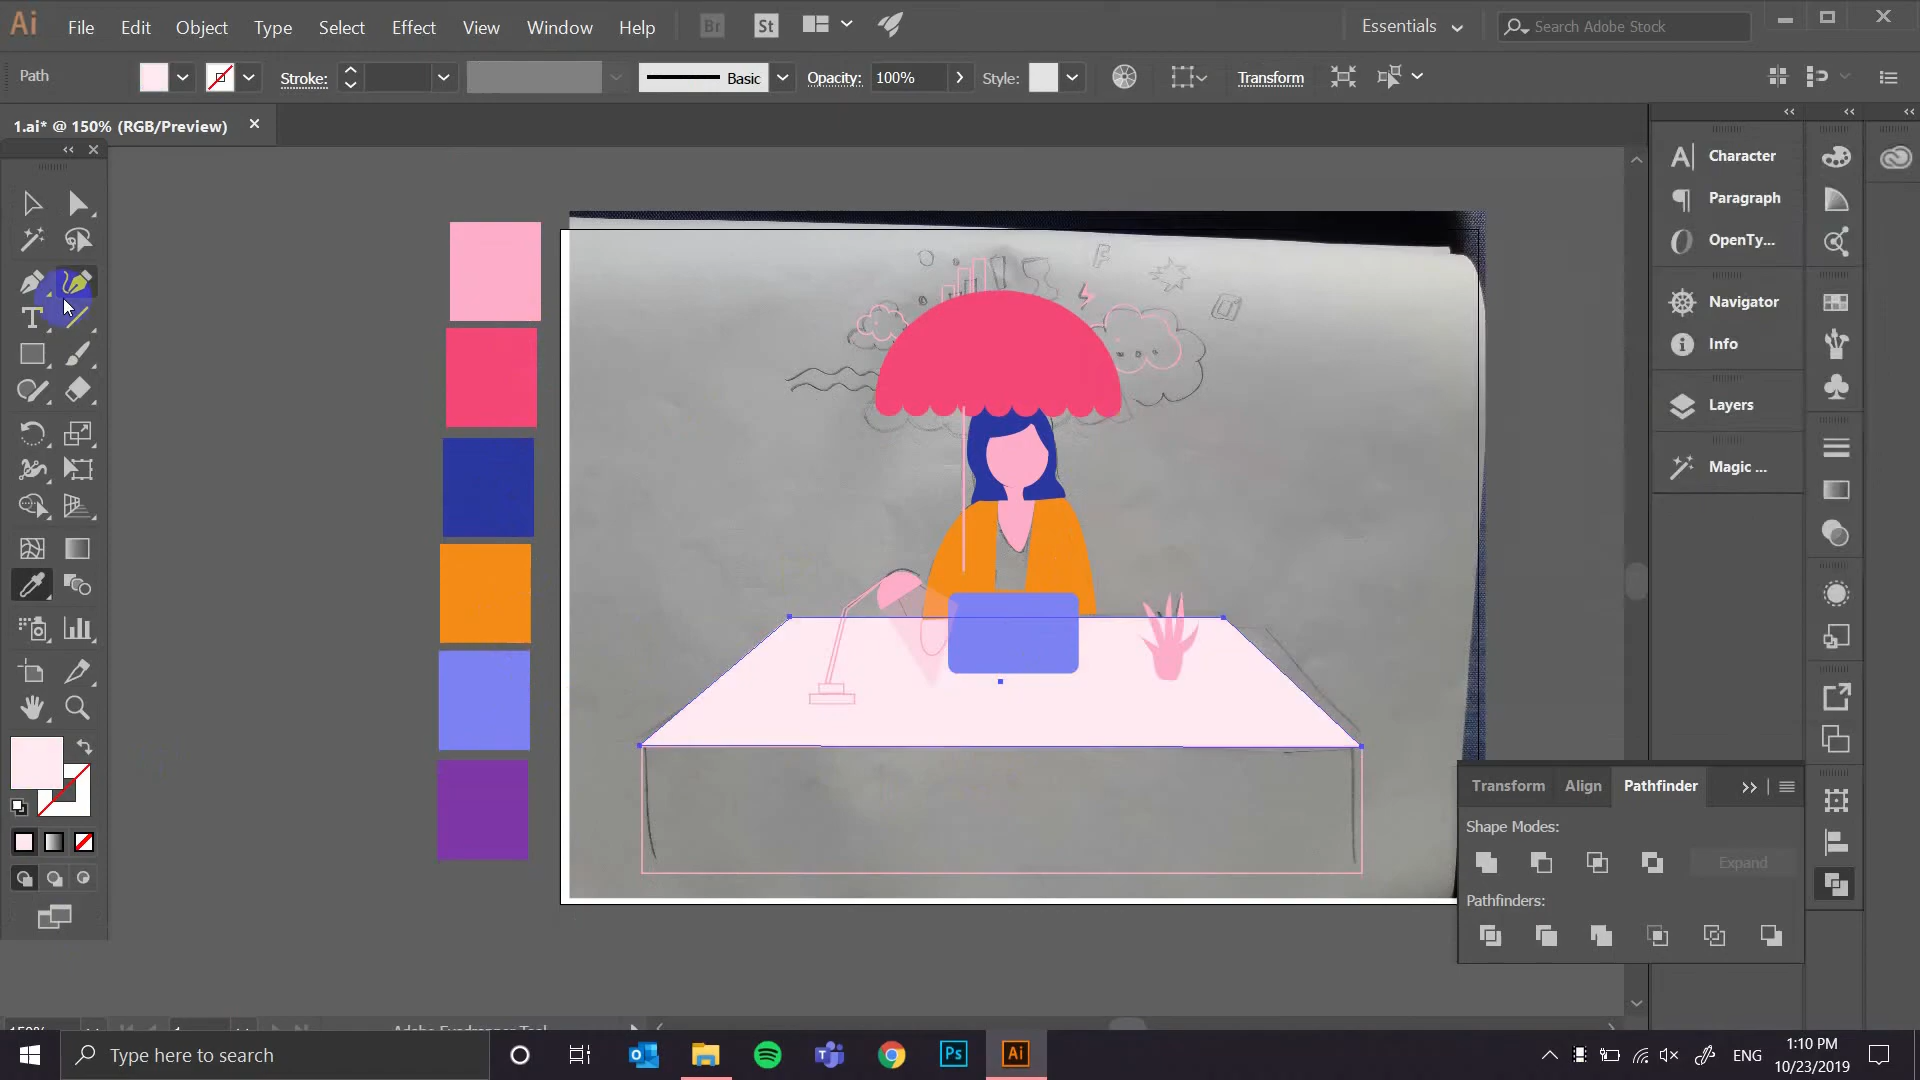 Ai File Edit Object Type Select Effect View Window Help Br St Essentials Search Adobe Stock
Path Stroke: Basic Opacity: 100% Style: Transform
1.ai* @ 150% (RGB/Preview)
Character
Paragraph
OpenTy...
Navigator
Info
Layers
Magic ...
Transform Align Pathfinder
Shape Modes:
Expand
Pathfinders:
Type here to search
Ps Ai
ENG
1:10 PM
10/23/2019